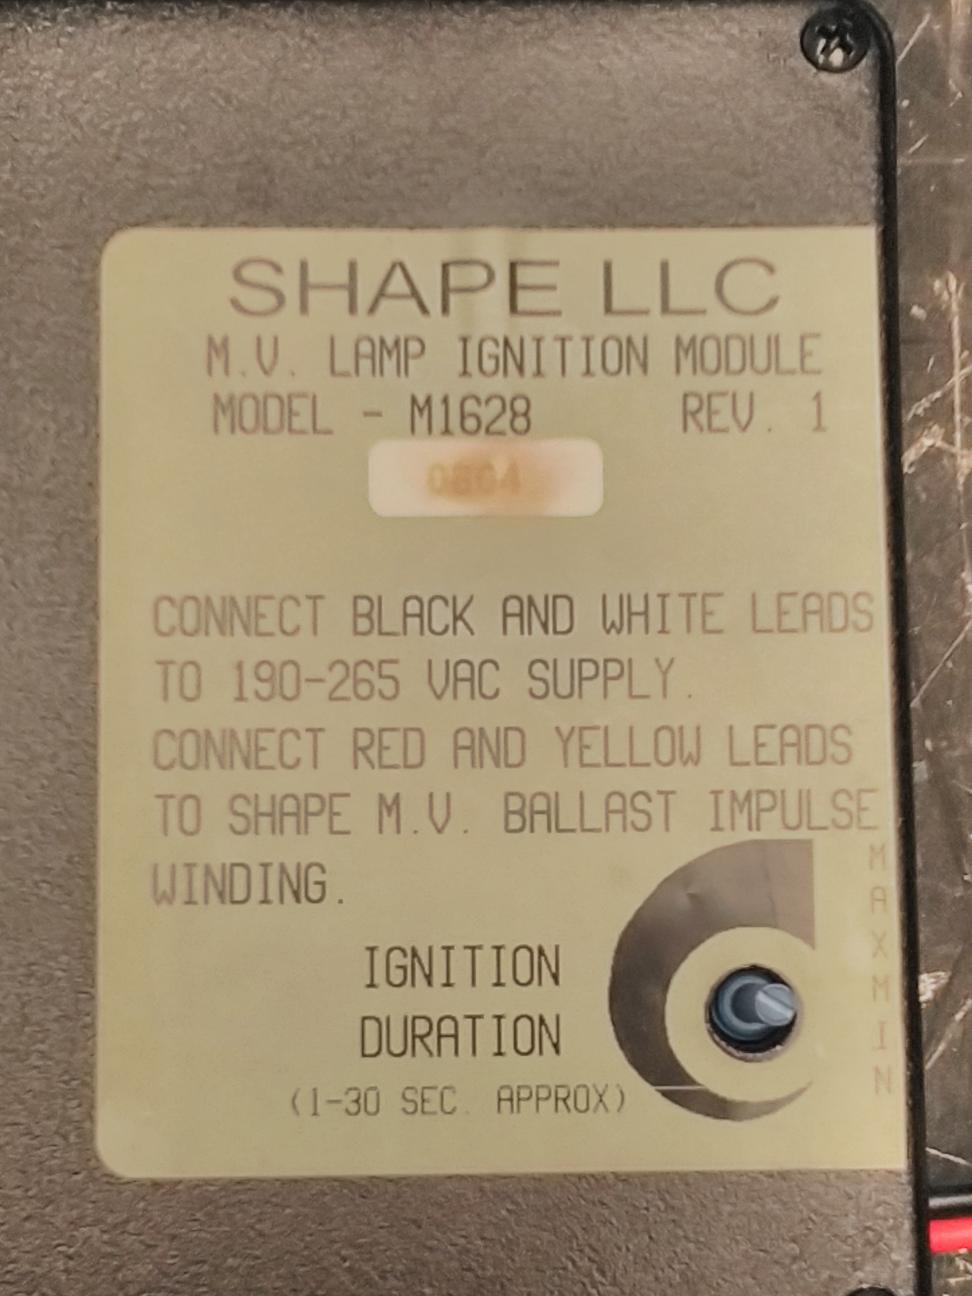 SHAPE LLC
M.V. LAMP IGNITION MODULE
MODEL - M1628 REV. 1
CONNECT BLACK AND WHITE LEADS
TO 190-265 VAC SUPPLY.
CONNECT RED AND YELLOW LEADS
TO SHAPE M.V. BALLAST IMPULSE
WINDING.
MAX
MIN
IGNITION
DURATION
(1-30 SEC. APPROX)